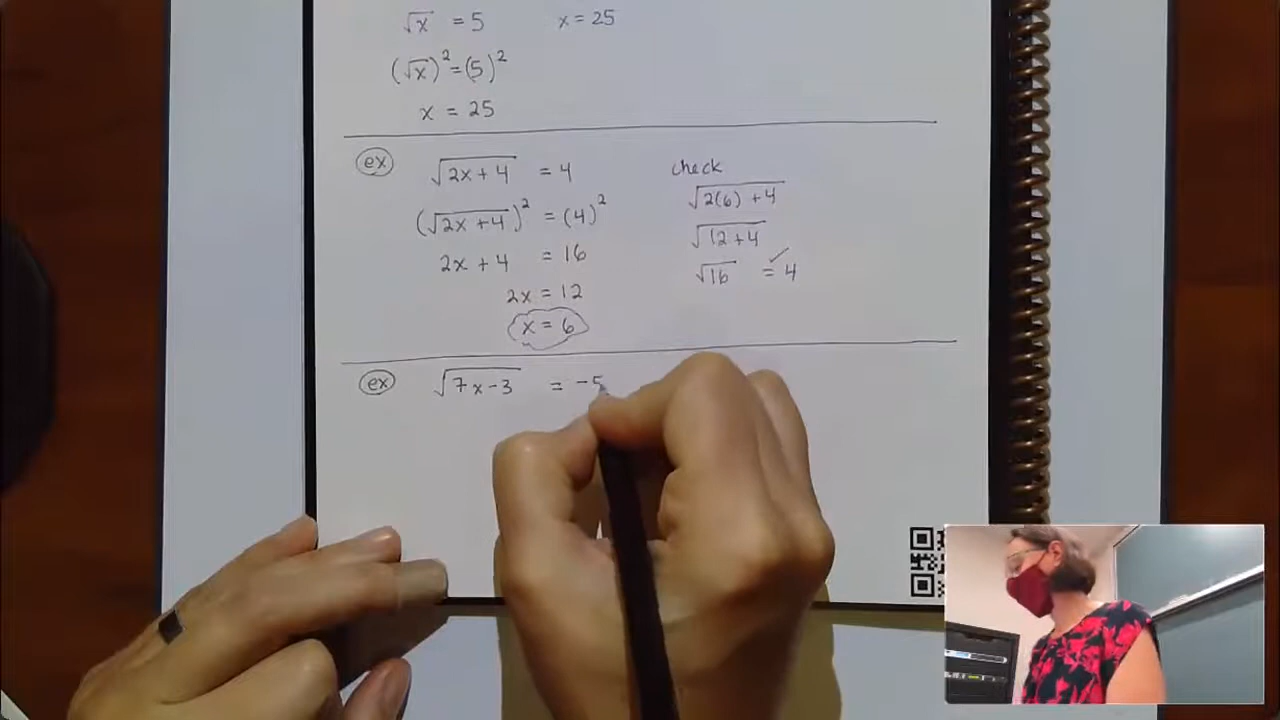 √x = 5 x = 25
(√x)² = (5)²
x = 25
ex √2x + 4 = 4 check
√2(6) + 4
(√2x + 4)² = (4)²
√12 + 4
2x + 4 = 16
√16 = 4 ✓
2x = 12
x = 6
ex √7x - 3 = -5